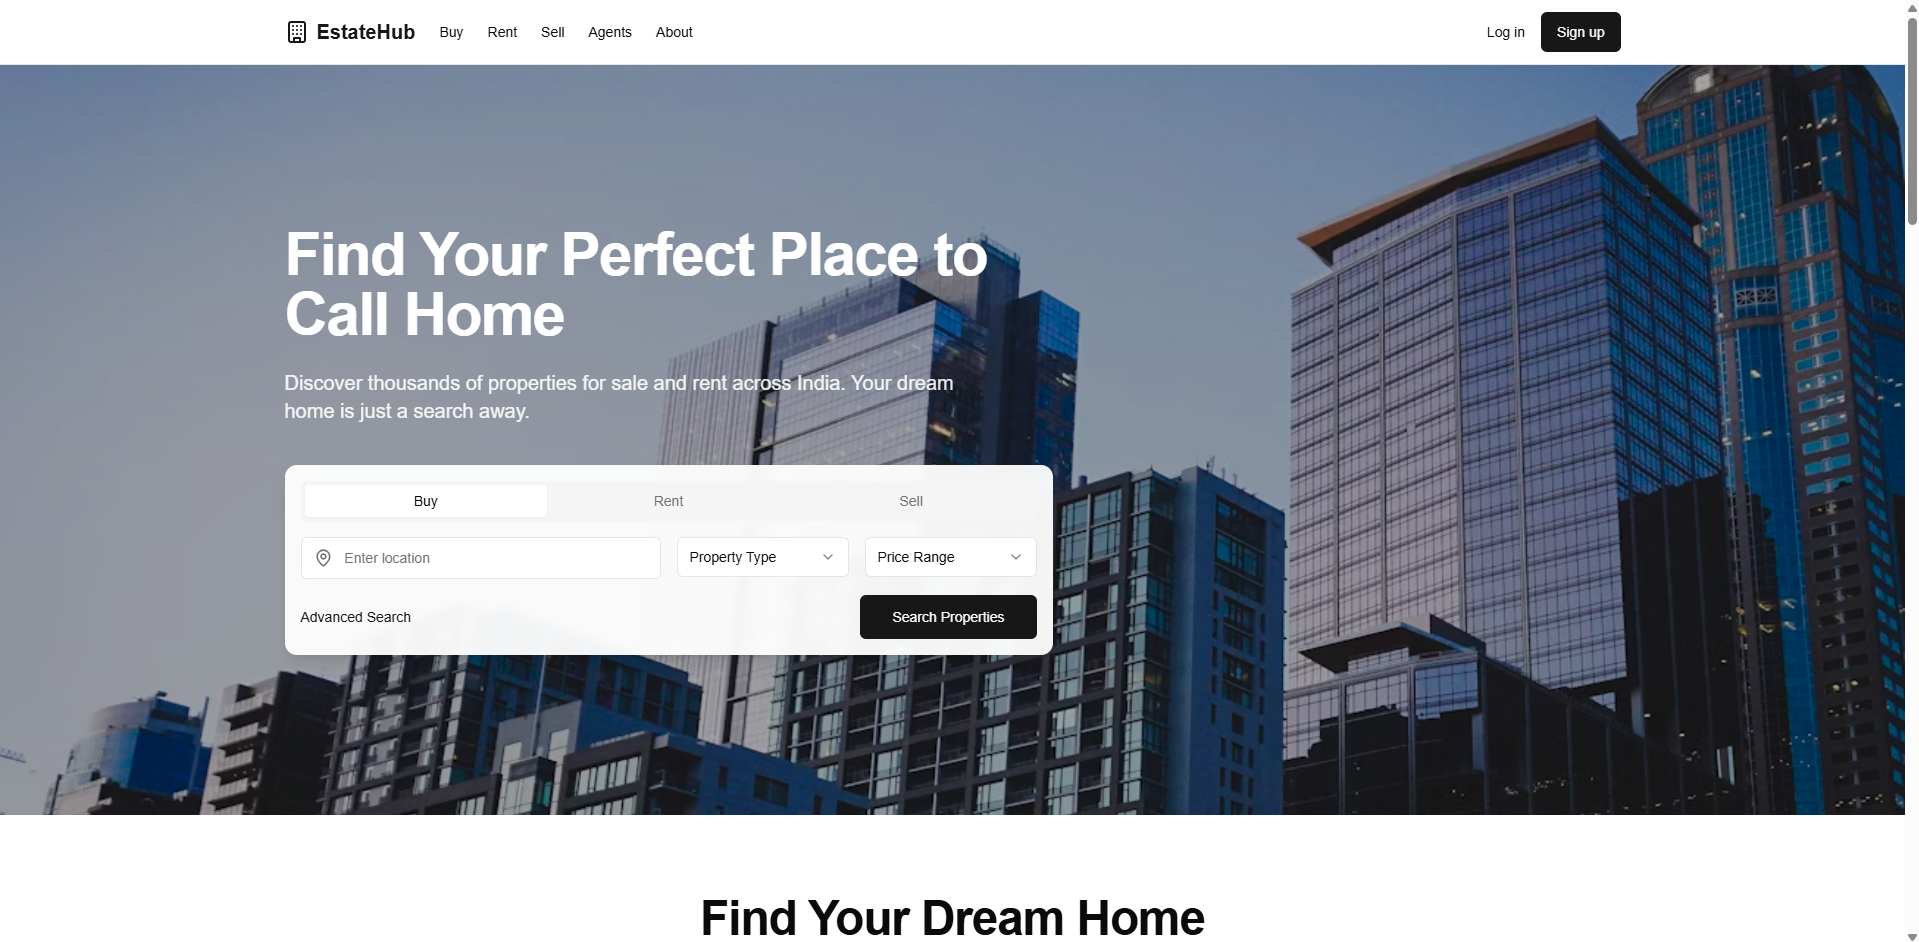 EstateHub Buy Rent Sell Agents About Log in Sign up
Find Your Perfect Place to
Call Home
Discover thousands of properties for sale and rent across India. Your dream
home is just a search away.
Buy Rent Sell
Enter location Property Type Price Range
Advanced Search Search Properties
Find Your Dream Home